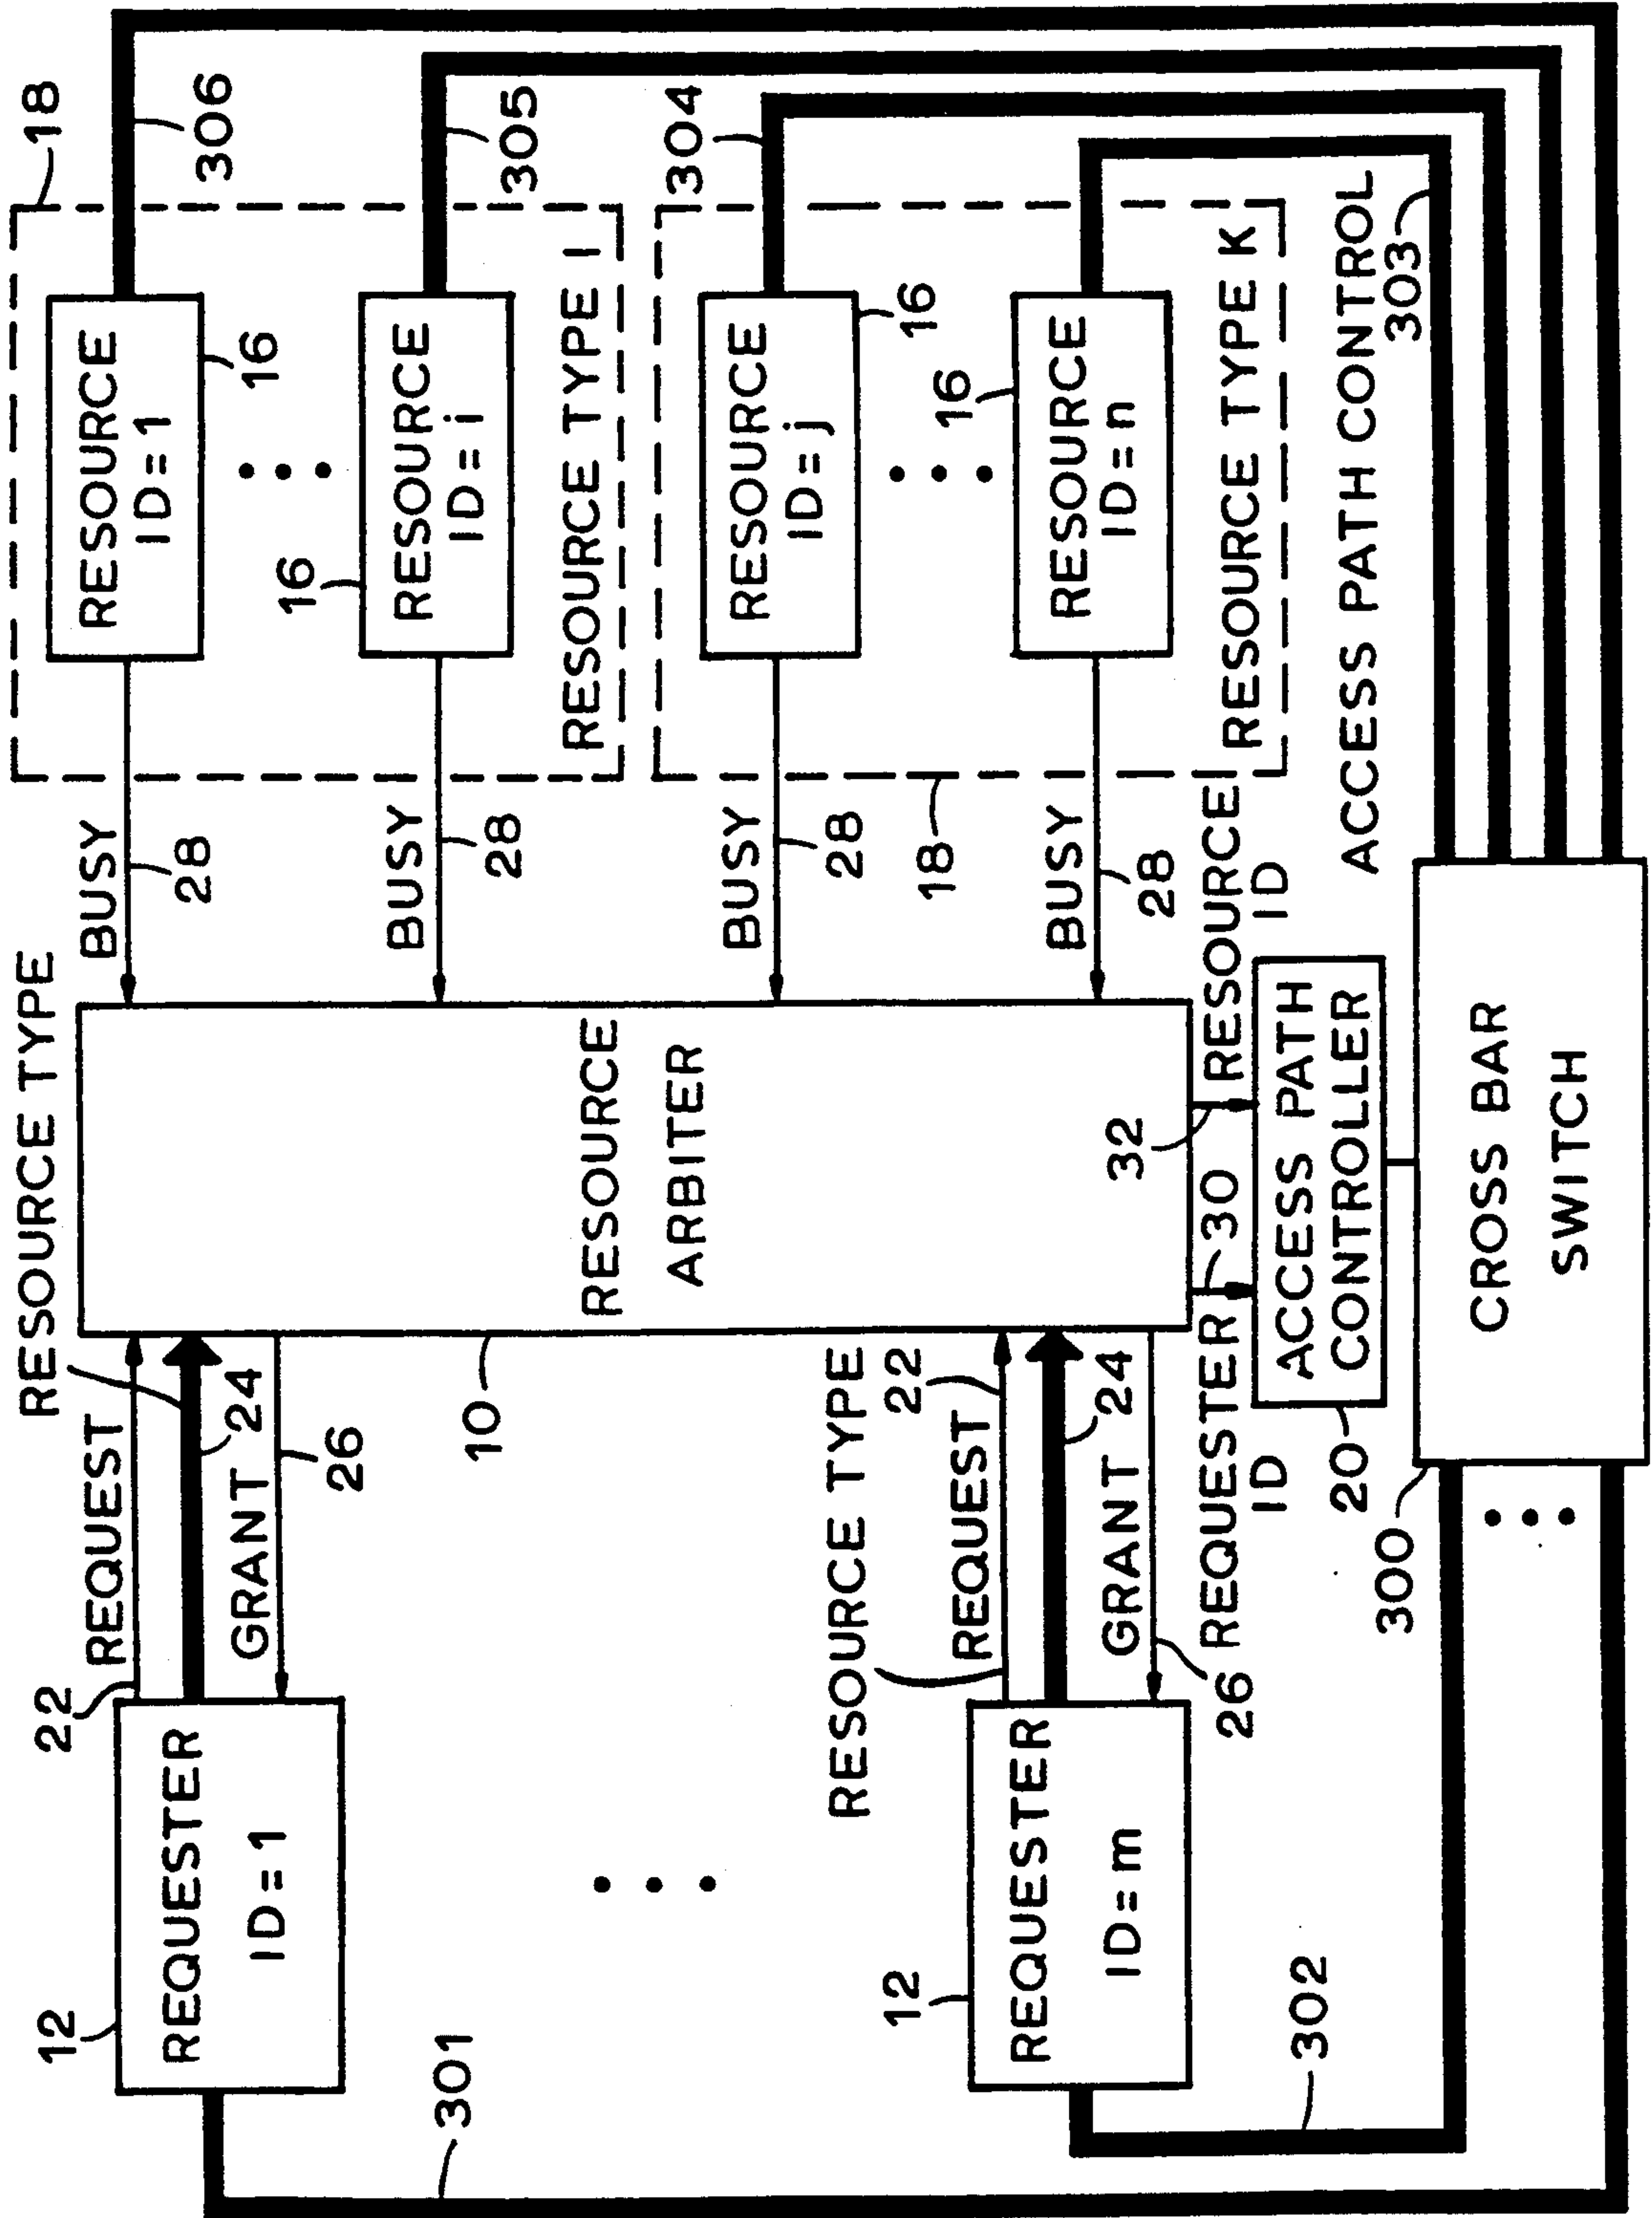 RESOURCE TYPE
12
22
REQUEST
BUSY
28
18
REQUESTER
ID=1
24
GRANT
26
RESOURCE
ID=1
16
306
301
RESOURCE
ARBITER
10
BUSY
28
16
RESOURCE
ID=i
305
RESOURCE TYPE I
RESOURCE TYPE
22
12
REQUEST
BUSY
28
RESOURCE
ID=j
16
304
REQUESTER
ID=m
24
GRANT
26
18
BUSY
28
16
RESOURCE
ID=n
RESOURCE TYPE K
REQUESTER
ID
30
32
RESOURCE
ID
20
ACCESS PATH
CONTROLLER
ACCESS PATH CONTROL
303
302
300
CROSS BAR
SWITCH